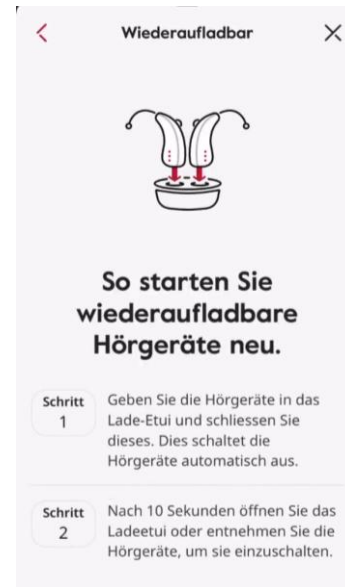 Wiederaufladbar
So starten Sie
wiederaufladbare
Hörgeräte neu.
Schritt
1
Geben Sie die Hörgeräte in das
Lade-Etui und schliessen Sie
dieses. Dies schaltet die
Hörgeräte automatisch aus.
Schritt
2
Nach 10 Sekunden öffnen Sie das
Ladeetui oder entnehmen Sie die
Hörgeräte, um sie einzuschalten.